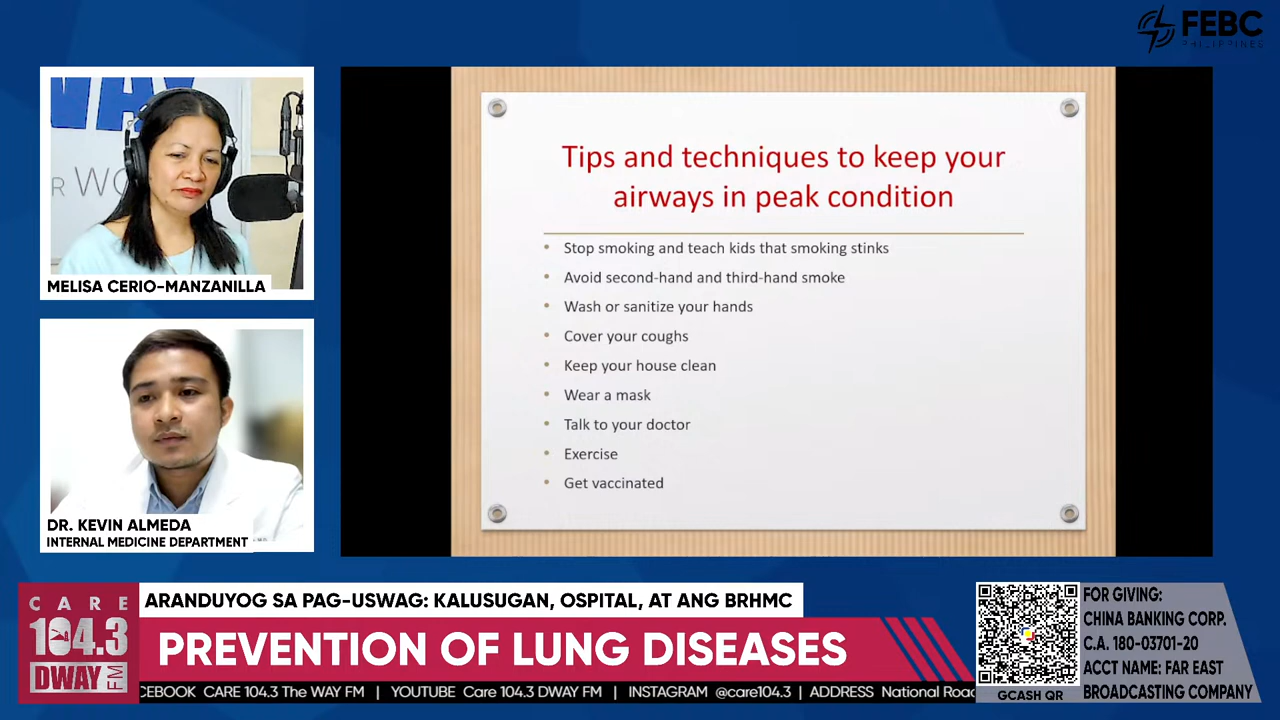 FEBC
PHILIPPINES
WAY
R WO
MELISA CERIO-MANZANILLA
DR. KEVIN ALMEDA
INTERNAL MEDICINE DEPARTMENT
Tips and techniques to keep your
airways in peak condition
• Stop smoking and teach kids that smoking stinks
• Avoid second-hand and third-hand smoke
• Wash or sanitize your hands
• Cover your coughs
• Keep your house clean
• Wear a mask
• Talk to your doctor
• Exercise
• Get vaccinated
CARE
104.3
DWAY FM
ARANDUYOG SA PAG-USWAG: KALUSUGAN, OSPITAL, AT ANG BRHMC
PREVENTION OF LUNG DISEASES
CEBOOK CARE 104.3 The WAY FM | YOUTUBE Care 104.3 DWAY FM | INSTAGRAM @care104.3 | ADDRESS National Road
GCASH QR
FOR GIVING:
CHINA BANKING CORP.
C.A. 180-03701-20
ACCT NAME: FAR EAST
BROADCASTING COMPANY